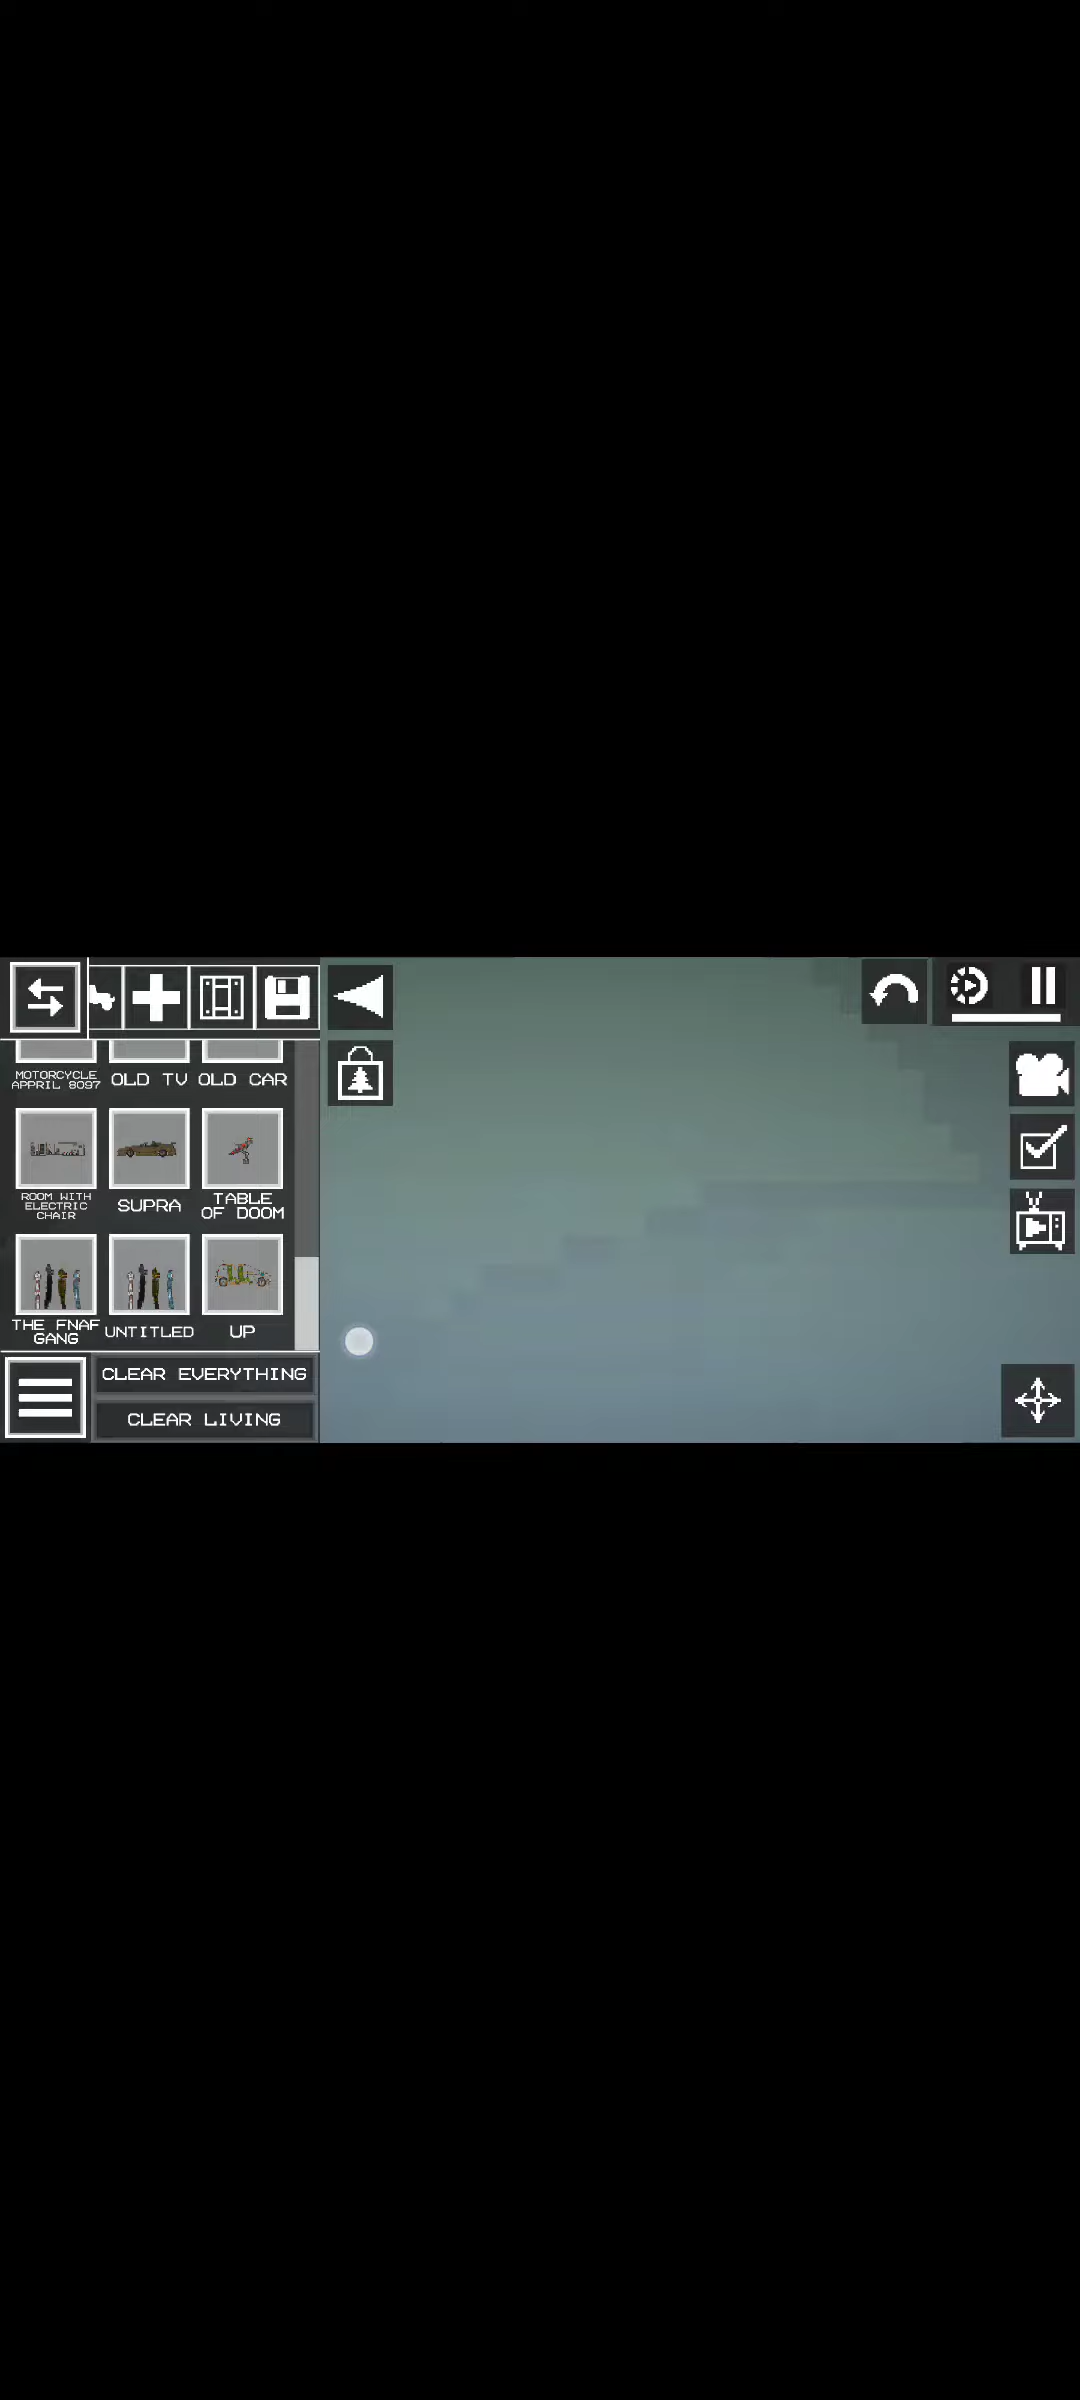 MOTORCYCLE
APPRIL 8097
OLD TV
OLD CAR
ROOM WITH
ELECTRIC
CHAIR
SUPRA
TABLE
OF DOOM
THE FNAF
GANG
UNTITLED
UP
CLEAR EVERYTHING
CLEAR LIVING